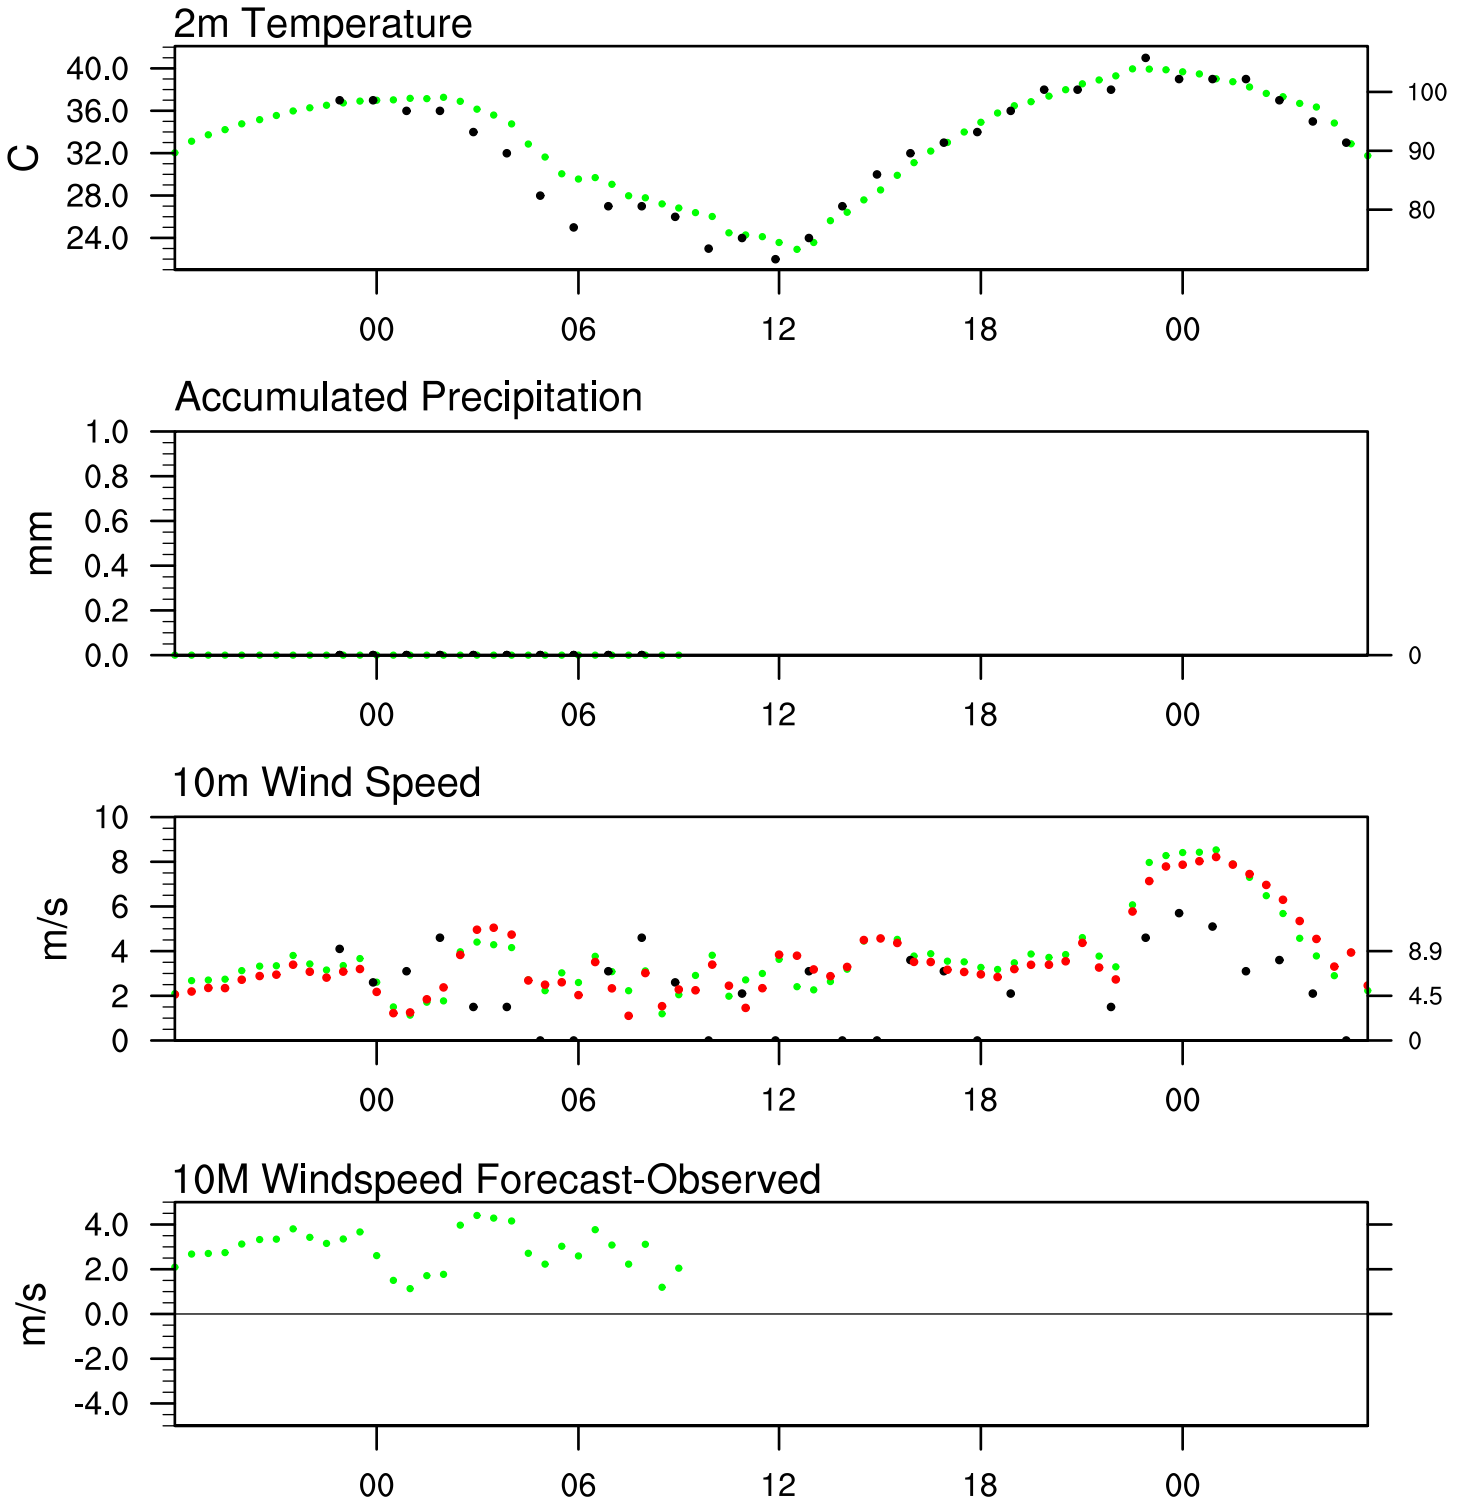 2m Temperature
40.0
36.0
32.0
28.0
24.0
C
100
90
80
00 06 12 18 00
Accumulated Precipitation
1.0
0.8
0.6
0.4
0.2
0.0
mm
0
00 06 12 18 00
10m Wind Speed
10
8
6
4
2
0
m/s
8.9
4.5
0
00 06 12 18 00
10M Windspeed Forecast-Observed
4.0
2.0
0.0
-2.0
-4.0
m/s
00 06 12 18 00